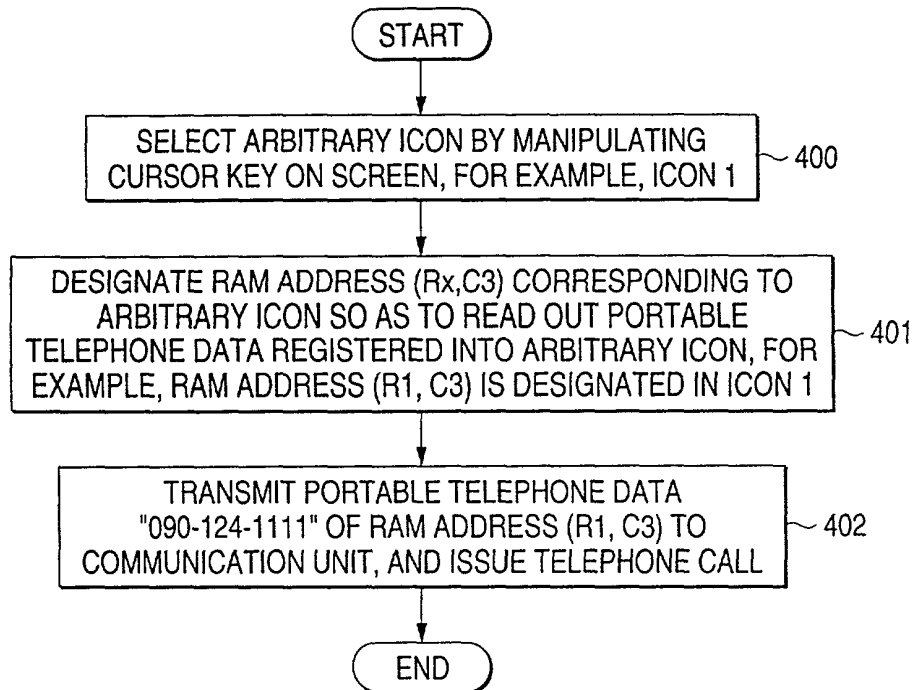 START
SELECT ARBITRARY ICON BY MANIPULATING
CURSOR KEY ON SCREEN, FOR EXAMPLE, ICON 1
400
DESIGNATE RAM ADDRESS (Rx,C3) CORRESPONDING TO
ARBITRARY ICON SO AS TO READ OUT PORTABLE
TELEPHONE DATA REGISTERED INTO ARBITRARY ICON, FOR
EXAMPLE, RAM ADDRESS (R1, C3) IS DESIGNATED IN ICON 1
401
TRANSMIT PORTABLE TELEPHONE DATA
"090-124-1111" OF RAM ADDRESS (R1, C3) TO
COMMUNICATION UNIT, AND ISSUE TELEPHONE CALL
402
END